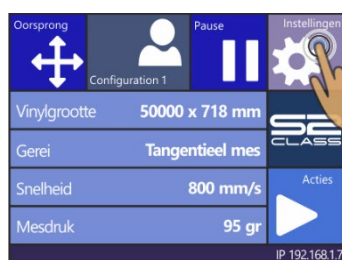 Oorsprong
Configuration 1
Pause
Instellingen
Vinylgrootte 50000 x 718 mm
Gerei Tangentieel mes
Snelheid 800 mm/s
Mesdruk 95 gr
S2
CLASS
Acties
IP 192.168.1.7